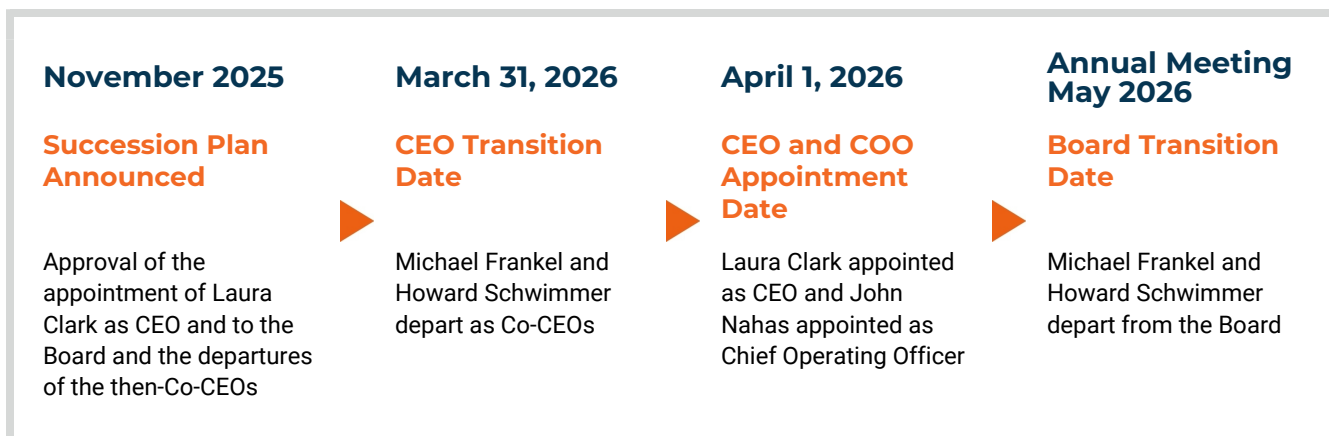 November 2025
Succession Plan
Announced
Approval of the
appointment of Laura
Clark as CEO and to the
Board and the departures
of the then-Co-CEOs
March 31, 2026
CEO Transition
Date
Michael Frankel and
Howard Schwimmer
depart as Co-CEOs
April 1, 2026
CEO and COO
Appointment
Date
Laura Clark appointed
as CEO and John
Nahas appointed as
Chief Operating Officer
Annual Meeting
May 2026
Board Transition
Date
Michael Frankel and
Howard Schwimmer
depart from the Board